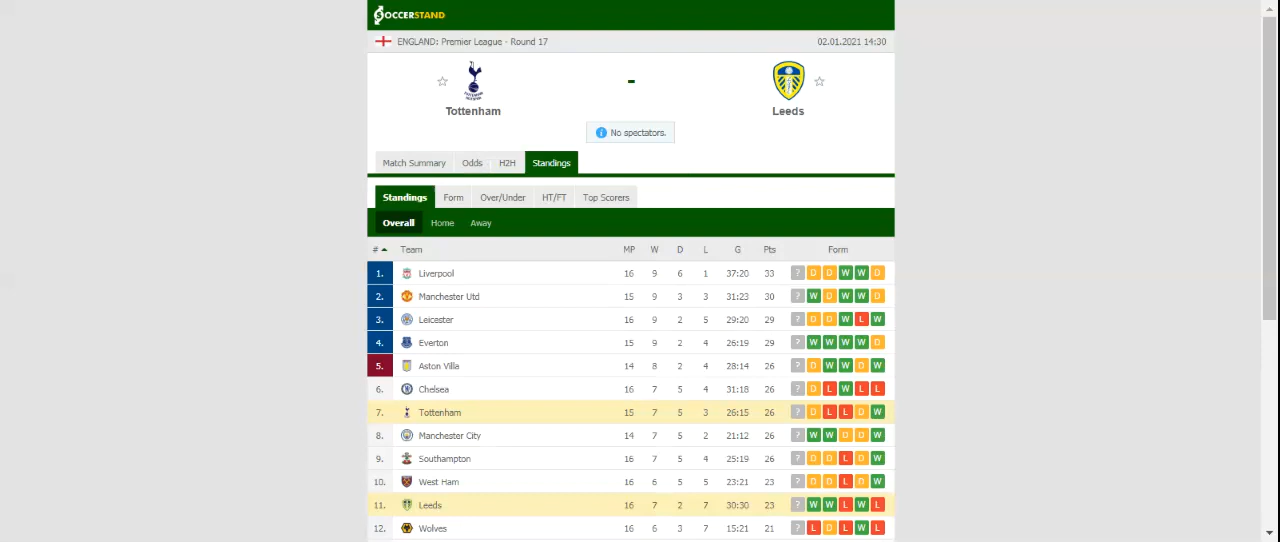 SOCCERSTAND
ENGLAND: Premier League - Round 17 02.01.2021 14:30
-
Tottenham Leeds
No spectators.
Match Summary Odds H2H Standings
Standings Form Over/Under HT/FT Top Scorers
Overall Home Away
# Team MP W D L G Pts Form
1. Liverpool 16 9 6 1 37:20 33 ? D D W W D
2. Manchester Utd 15 9 3 3 31:23 30 ? W D W W D
3. Leicester 16 9 2 5 29:20 29 ? D D W L W
4. Everton 15 9 2 4 26:19 29 ? W W W W D
5. Aston Villa 14 8 2 4 28:14 26 ? D W W D W
6. Chelsea 16 7 5 4 31:18 26 ? D L W L L
7. Tottenham 15 7 5 3 26:15 26 ? D L L D W
8. Manchester City 14 7 5 2 21:12 26 ? W W D D W
9. Southampton 16 7 5 4 25:19 26 ? D D L D W
10. West Ham 16 6 5 5 23:21 23 ? D D L D W
11. Leeds 16 7 2 7 30:30 23 ? W W L W L
12. Wolves 16 6 3 7 15:21 21 ? L D L W L